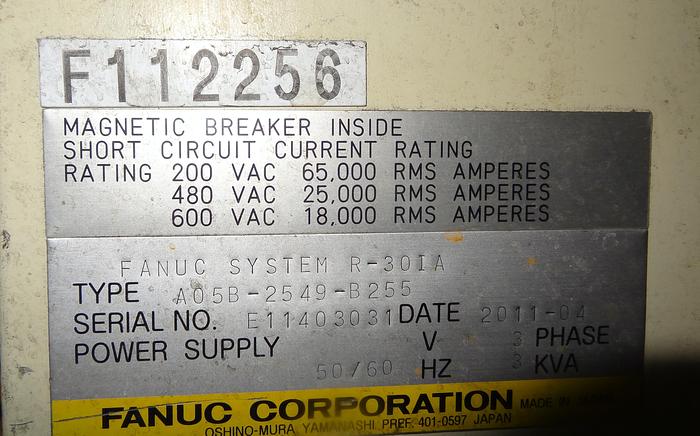 F112256
MAGNETIC BREAKER INSIDE
SHORT CIRCUIT CURRENT RATING
RATING 200 VAC 65,000 RMS AMPERES
480 VAC 25,000 RMS AMPERES
600 VAC 18,000 RMS AMPERES
FANUC SYSTEM R-30IA
TYPE A05B-2549-B255
SERIAL NO. E11403031 DATE 2011-04
POWER SUPPLY V 3 PHASE
50/60 HZ 3 KVA
FANUC CORPORATION MADE IN JAPAN
OSHINO-MURA, YAMANASHI PREF. 401-0597 JAPAN